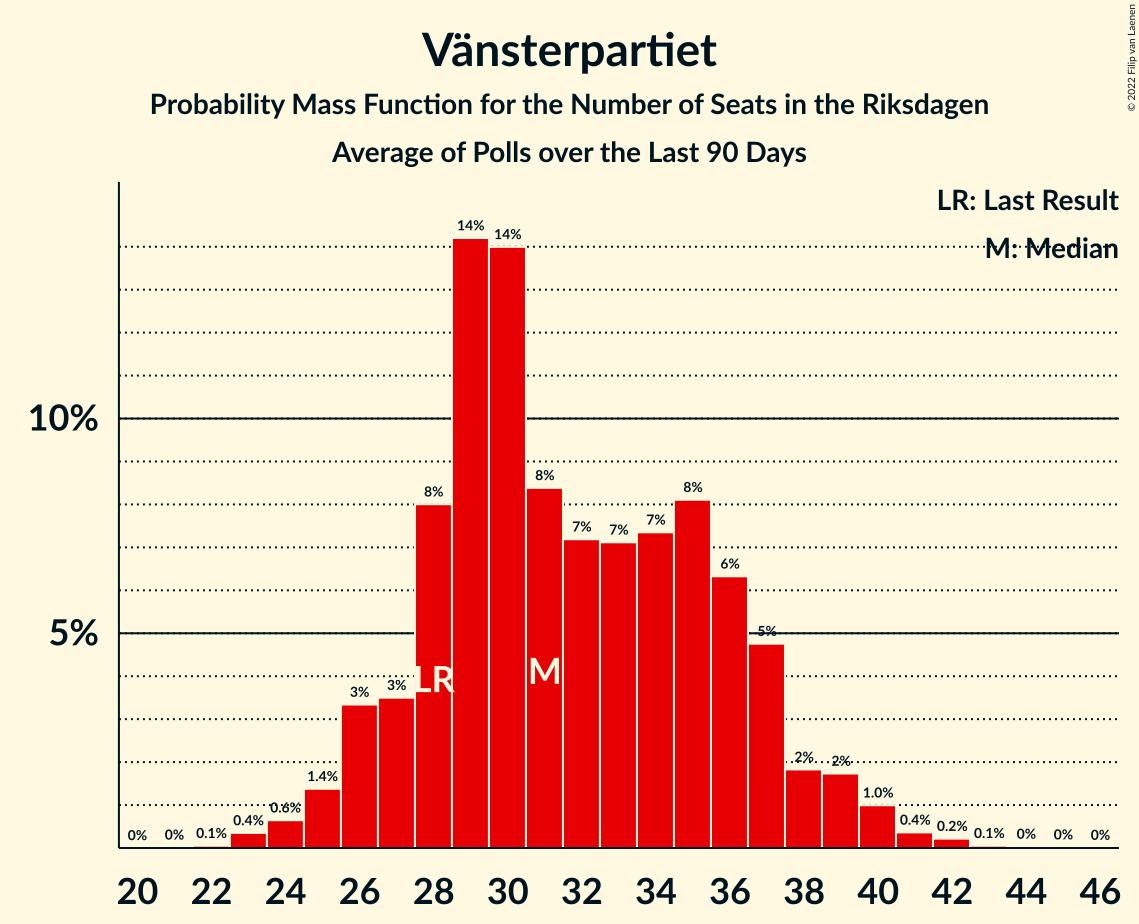 © 2022 Filip van Laenen
Vänsterpartiet
Probability Mass Function for the Number of Seats in the Riksdagen
Average of Polls over the Last 90 Days
LR: Last Result
M: Median
10%
5%
0% 0% 0.1% 0.4% 0.6% 1.4% 3% 3% 8% 14% 14% 8% 7% 7% 7% 8% 6% 5% 2% 2% 1.0% 0.4% 0.2% 0.1% 0% 0% 0%
LR M
20 22 24 26 28 30 32 34 36 38 40 42 44 46